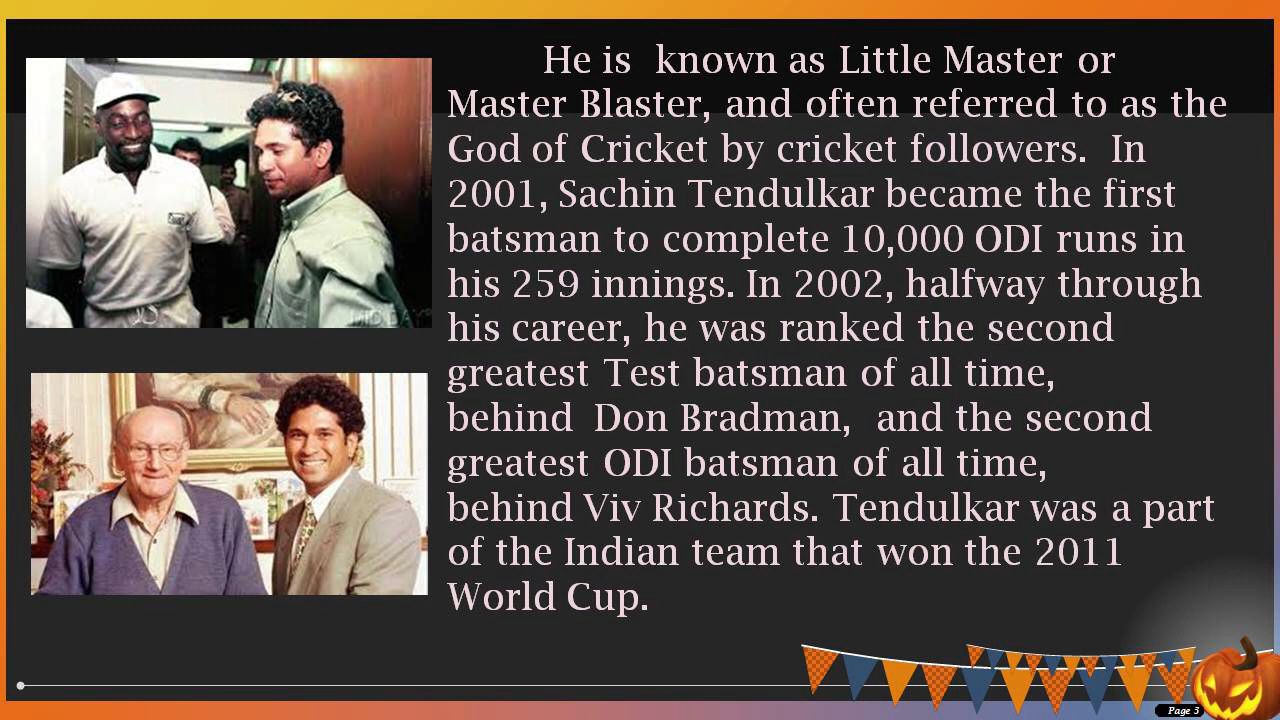 He is  known as Little Master or
Master Blaster, and often referred to as the
God of Cricket by cricket followers.  In
2001, Sachin Tendulkar became the first
batsman to complete 10,000 ODI runs in
his 259 innings. In 2002, halfway through
his career, he was ranked the second
greatest Test batsman of all time,
behind  Don Bradman,  and the second
greatest ODI batsman of all time,
behind Viv Richards. Tendulkar was a part
of the Indian team that won the 2011
World Cup.
Page 3